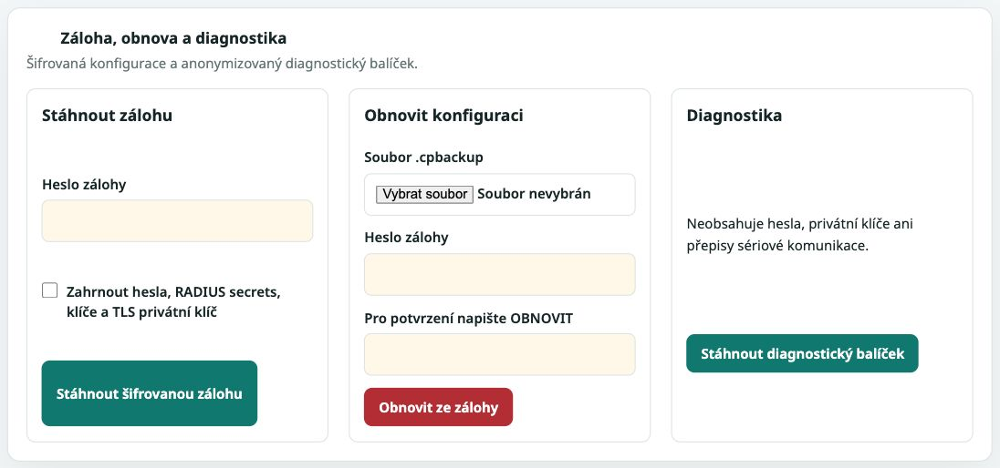 Záloha, obnova a diagnostika
Šifrovaná konfigurace a anonymizovaný diagnostický balíček.
Stáhnout zálohu
Heslo zálohy
Zahrnout hesla, RADIUS secrets,
klíče a TLS privátní klíč
Stáhnout šifrovanou zálohu
Obnovit konfiguraci
Soubor .cpbackup
Vybrat soubor Soubor nevybrán
Heslo zálohy
Pro potvrzení napište OBNOVIT
Obnovit ze zálohy
Diagnostika
Neobsahuje hesla, privátní klíče ani
přepisy sériové komunikace.
Stáhnout diagnostický balíček